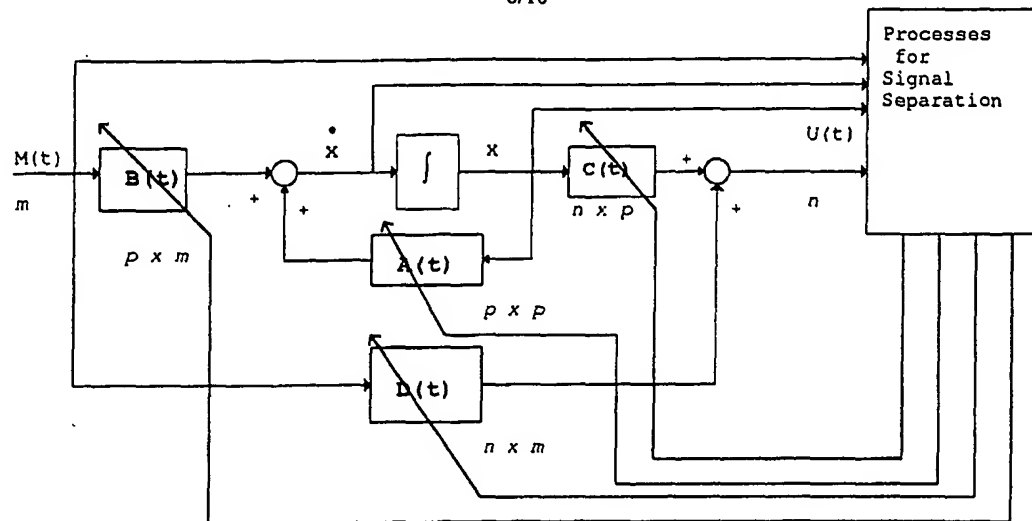 Processes
for
Signal
Separation
M(t)
m
B(t)
p x m
+
+
X
∫
X
C(t)
n x p
+
+
U(t)
n
A(t)
p x p
D(t)
n x m